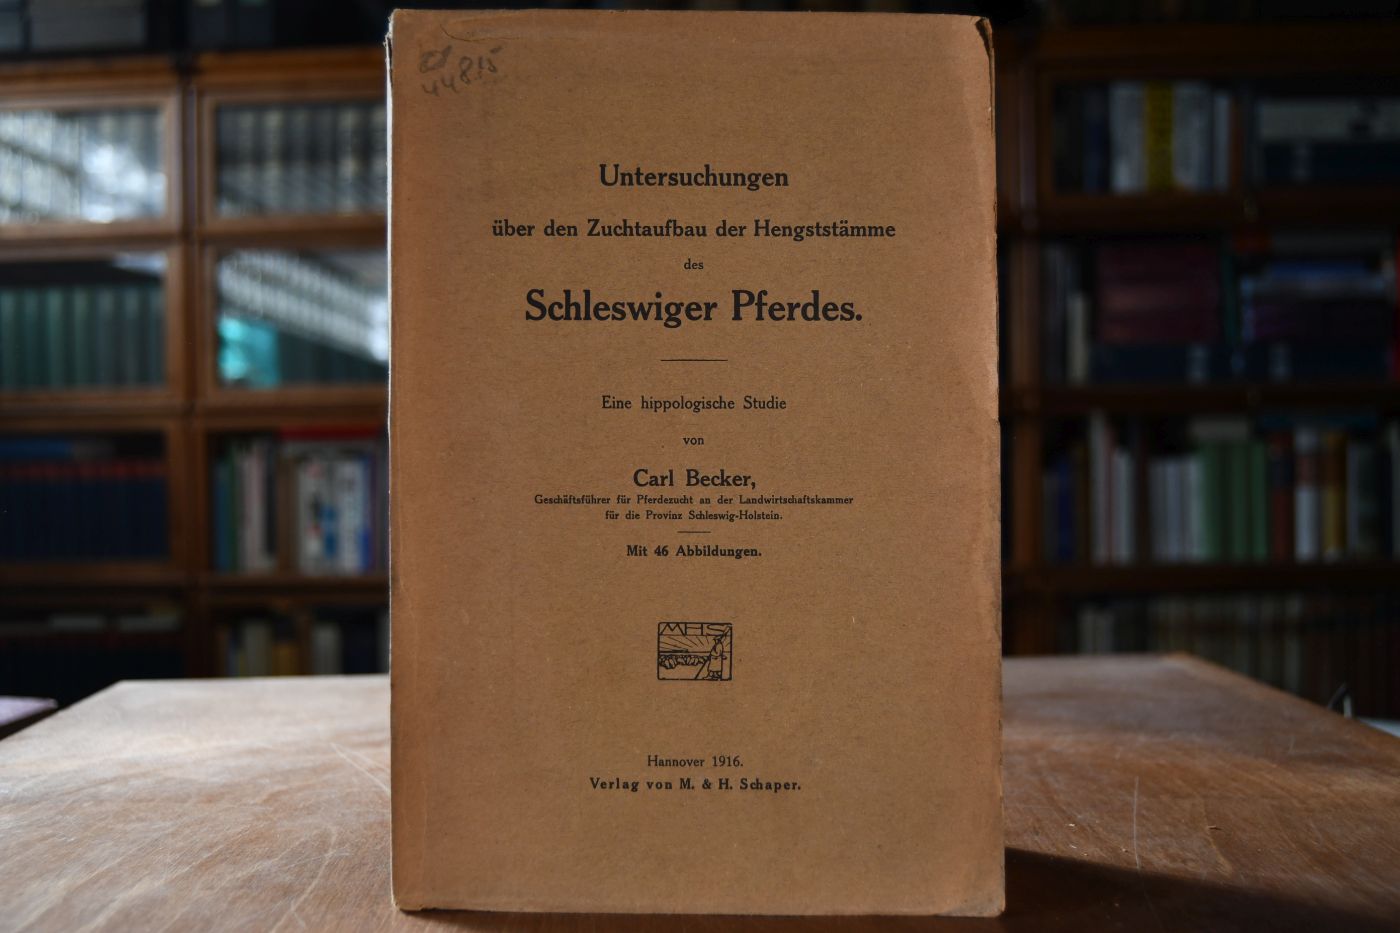 44815
Untersuchungen
über den Zuchtaufbau der Hengststämme
des
Schleswiger Pferdes.
Eine hippologische Studie
von
Carl Becker,
Geschäftsführer für Pferdezucht an der Landwirtschaftskammer
für die Provinz Schleswig-Holstein.
Mit 46 Abbildungen.
MHS
Hannover 1916.
Verlag von M. & H. Schaper.